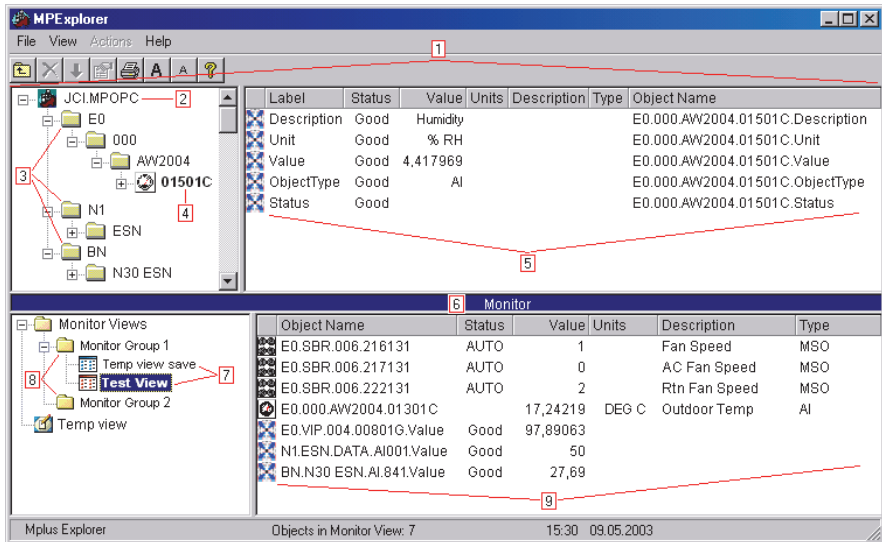 MPExplorer
File View Actions Help
1
A A ?
JCI.MPOPC 2
E0
000
AW2004
3
01501C
4
N1
ESN
BN
N30 ESN
Label Status Value Units Description Type Object Name
Description Good Humidity E0.000.AW2004.01501C.Description
Unit Good % RH E0.000.AW2004.01501C.Unit
Value Good 4,417969 E0.000.AW2004.01501C.Value
ObjectType Good AI E0.000.AW2004.01501C.ObjectType
Status Good E0.000.AW2004.01501C.Status
5
6 Monitor
Monitor Views
Monitor Group 1
Temp view save
7
8
Test View
Monitor Group 2
Temp view
Object Name Status Value Units Description Type
E0.SBR.006.216131 AUTO 1 Fan Speed MSO
E0.SBR.006.217131 AUTO 0 AC Fan Speed MSO
E0.SBR.006.222131 AUTO 2 Rtn Fan Speed MSO
E0.000.AW2004.01301C 17,24219 DEG C Outdoor Temp AI
E0.VIP.004.00801G.Value Good 97,89063
N1.ESN.DATA.AI001.Value Good 50
BN.N30 ESN.AI.841.Value Good 27,69
9
Mplus Explorer Objects in Monitor View: 7 15:30 09.05.2003